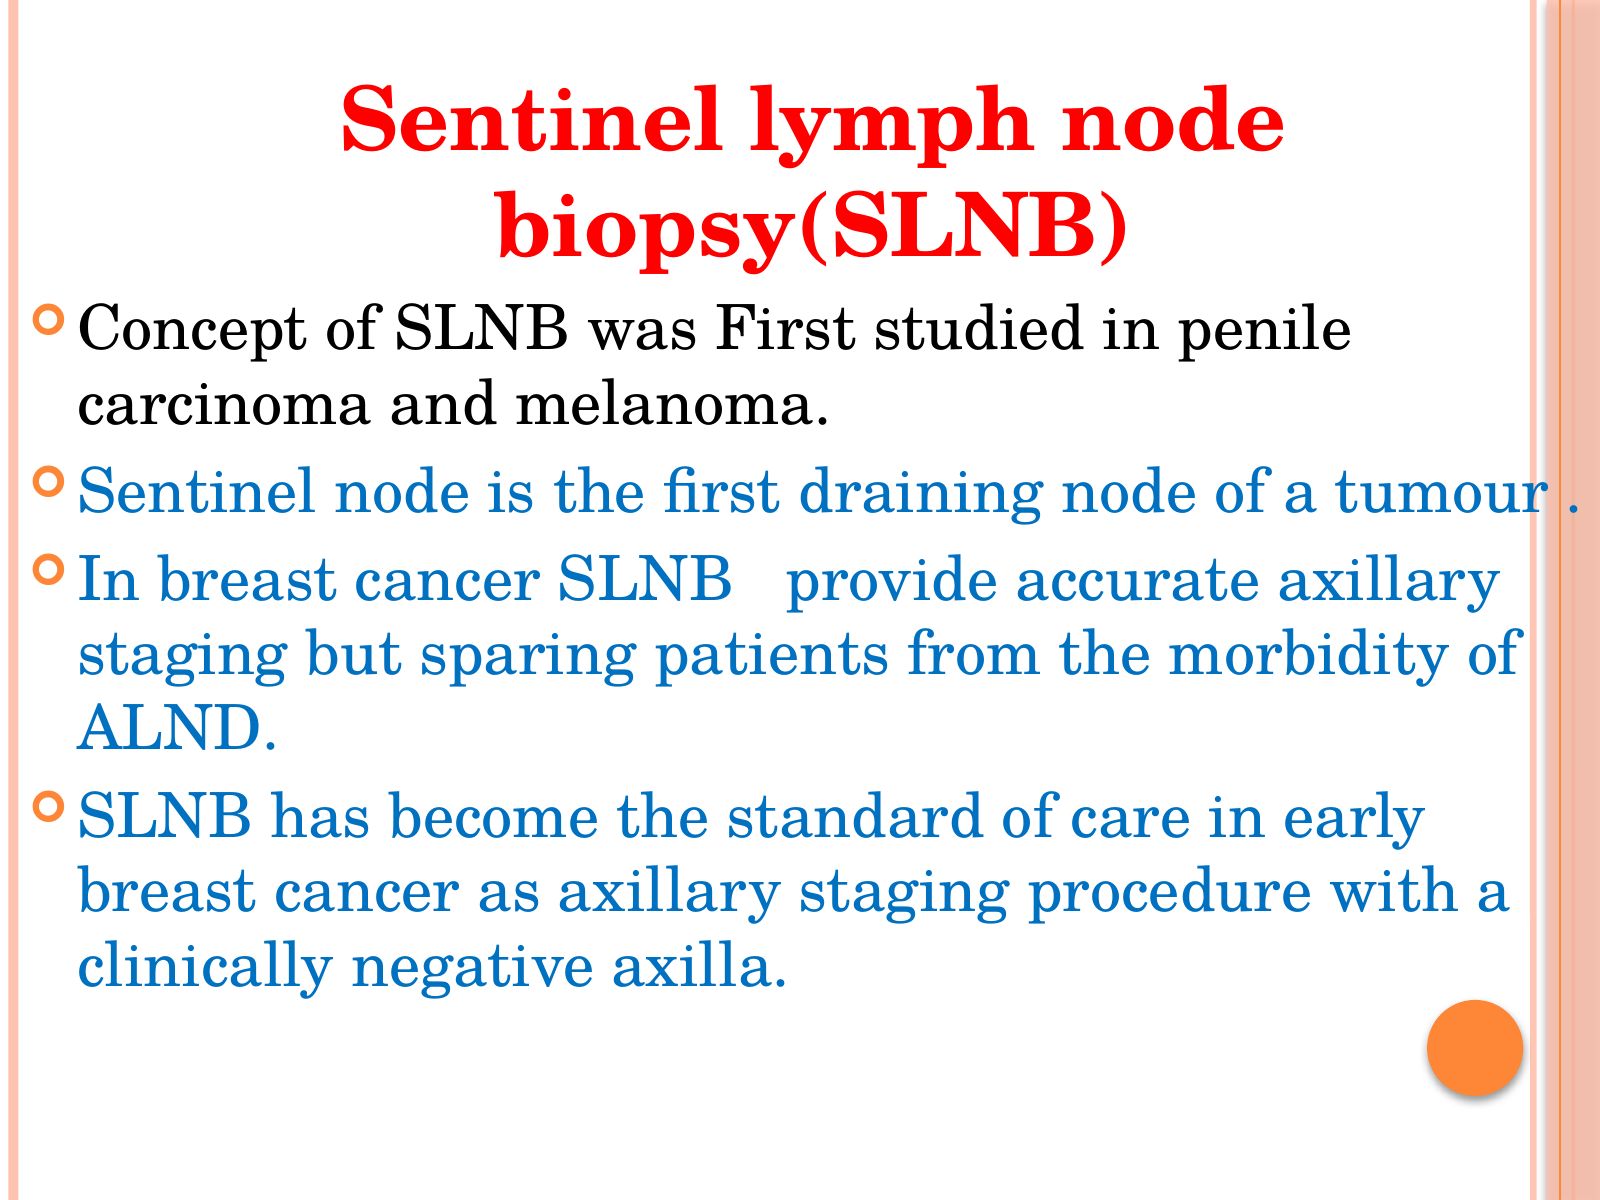 Sentinel lymph node
biopsy(SLNB)
Concept of SLNB was First studied in penile
carcinoma and melanoma.
Sentinel node is the first draining node of a tumour .
In breast cancer SLNB   provide accurate axillary
staging but sparing patients from the morbidity of
ALND.
SLNB has become the standard of care in early
breast cancer as axillary staging procedure with a
clinically negative axilla.